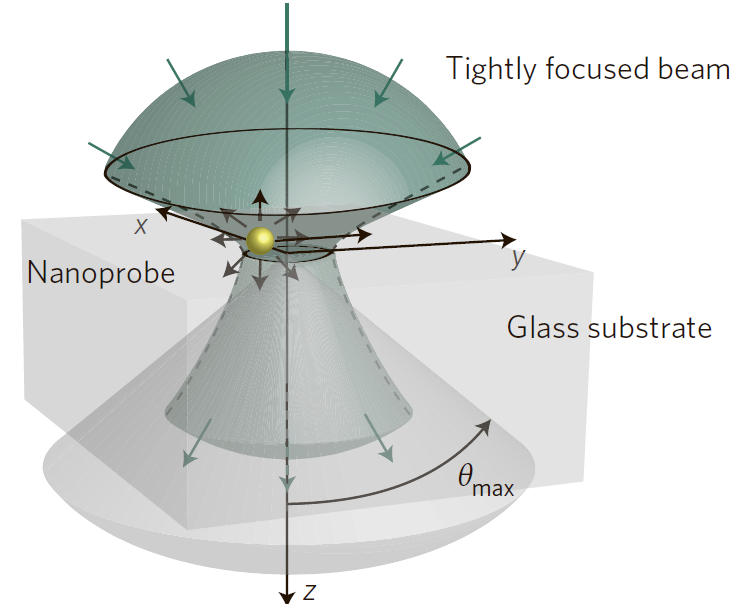 Tightly focused beam
x
y
Nanoprobe
Glass substrate
θmax
z